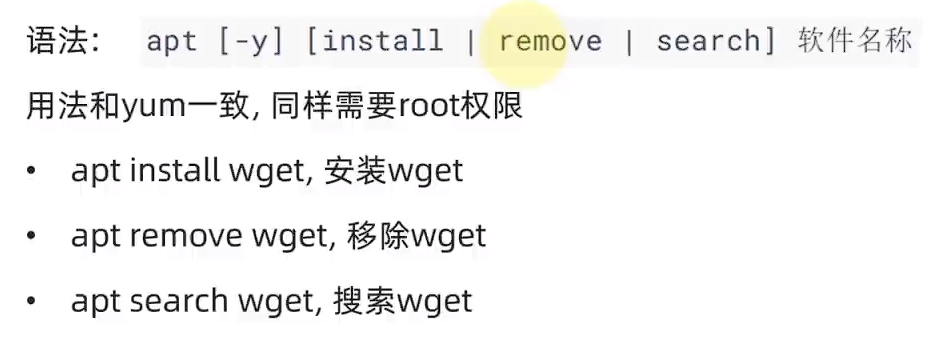 语法： apt [-y] [install | remove | search] 软件名称
用法和yum一致, 同样需要root权限
• apt install wget, 安装wget
• apt remove wget, 移除wget
• apt search wget, 搜索wget